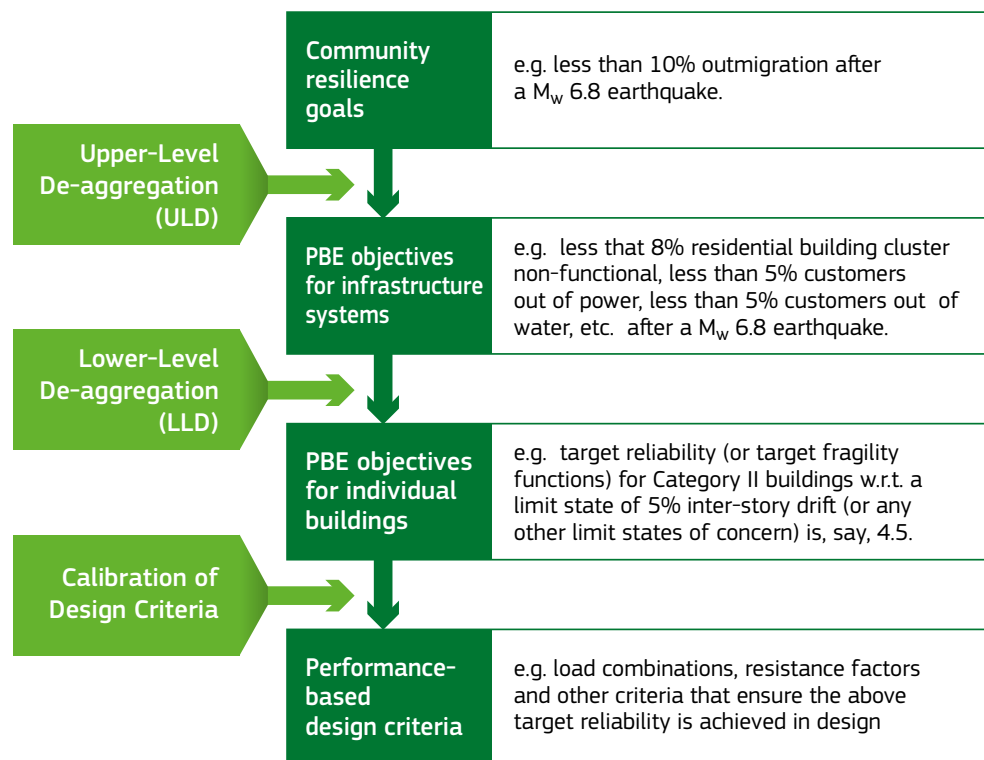 Community
resilience
goals
e.g. less than 10% outmigration after
a Mw 6.8 earthquake.
Upper-Level
De-aggregation
(ULD)
PBE objectives
for infrastructure
systems
e.g. less that 8% residential building cluster
non-functional, less than 5% customers
out of power, less than 5% customers out of
water, etc. after a Mw 6.8 earthquake.
Lower-Level
De-aggregation
(LLD)
PBE objectives
for individual
buildings
e.g. target reliability (or target fragility
functions) for Category II buildings w.r.t. a
limit state of 5% inter-story drift (or any
other limit states of concern) is, say, 4.5.
Calibration of
Design Criteria
Performance-
based
design criteria
e.g. load combinations, resistance factors
and other criteria that ensure the above
target reliability is achieved in design